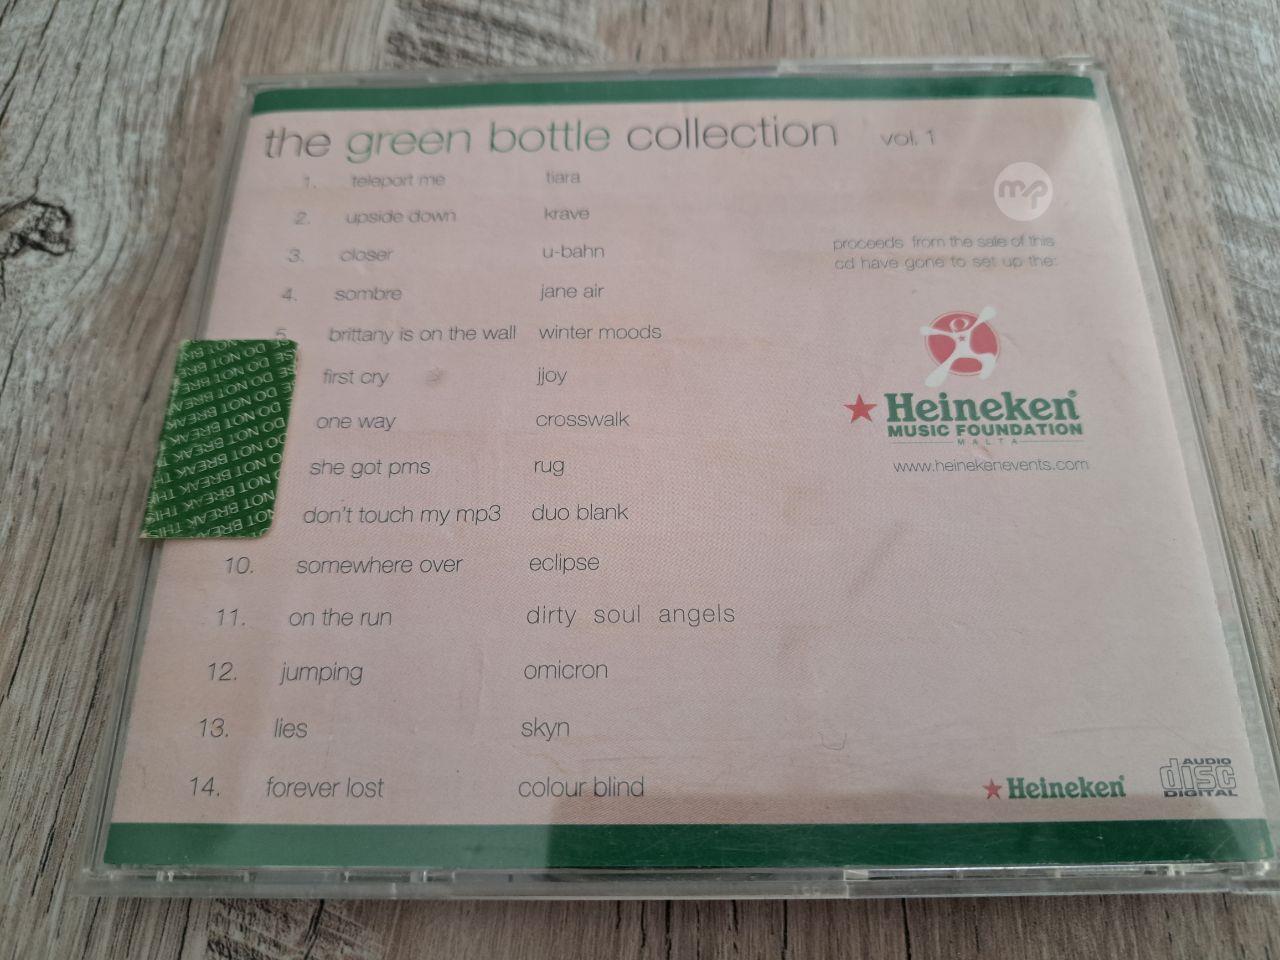 the green bottle collection vol. 1
1. teleport me tiara
2. upside down krave
3. closer u-bahn
4. sombre jane air
5. brittany is on the wall winter moods
first cry jjoy
one way crosswalk
she got pms rug
don't touch my mp3 duo blank
10. somewhere over eclipse
11. on the run dirty soul angels
12. jumping omicron
13. lies skyn
14. forever lost colour blind
mp
proceeds from the sale of this
cd have gone to set up the:
Heineken®
MUSIC FOUNDATION
MALTA
www.heinekenevents.com
DO NOT BREAK THIS
Heineken®
AUDIO
disc
DIGITAL